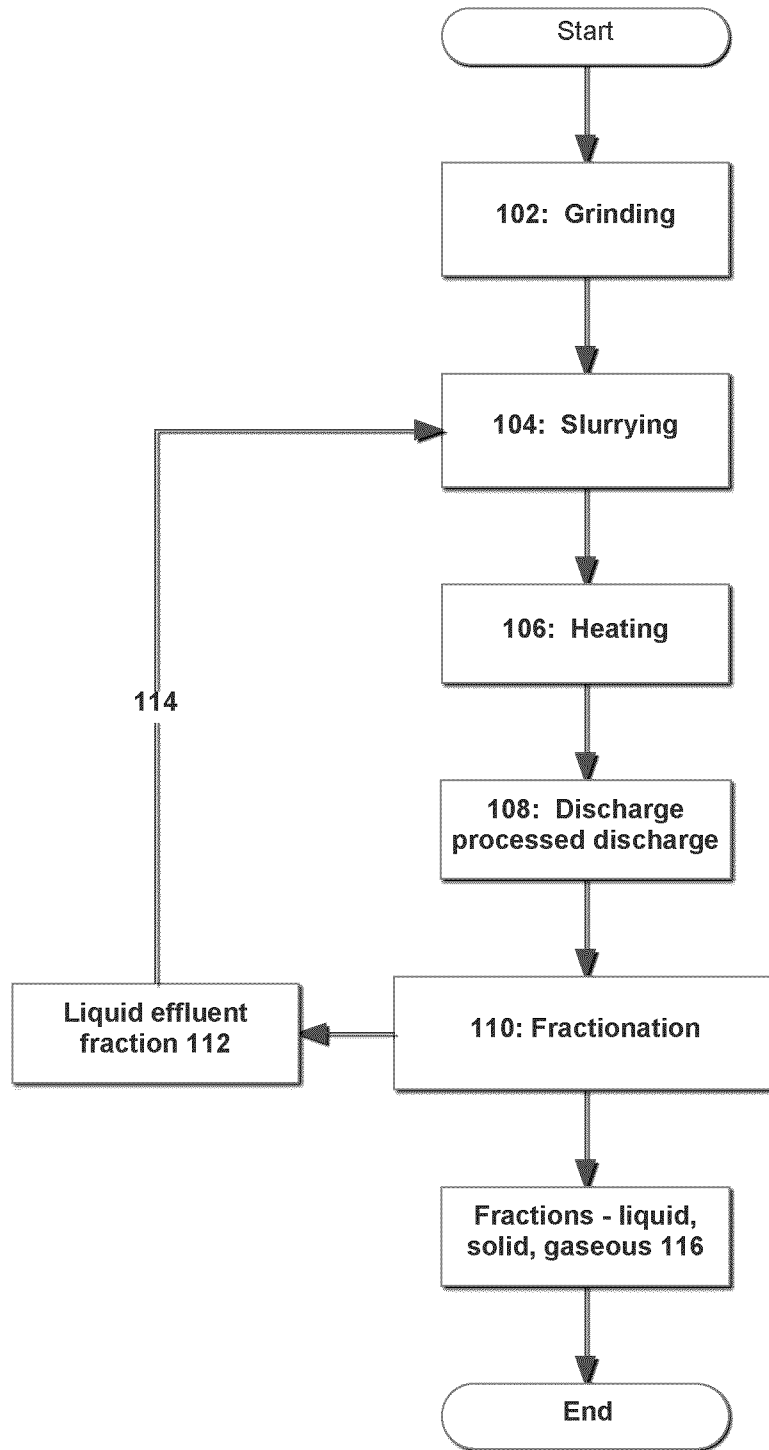 Start
102: Grinding
104: Slurrying
106: Heating
114
108: Discharge
processed discharge
Liquid effluent
fraction 112
110: Fractionation
Fractions - liquid,
solid, gaseous 116
End